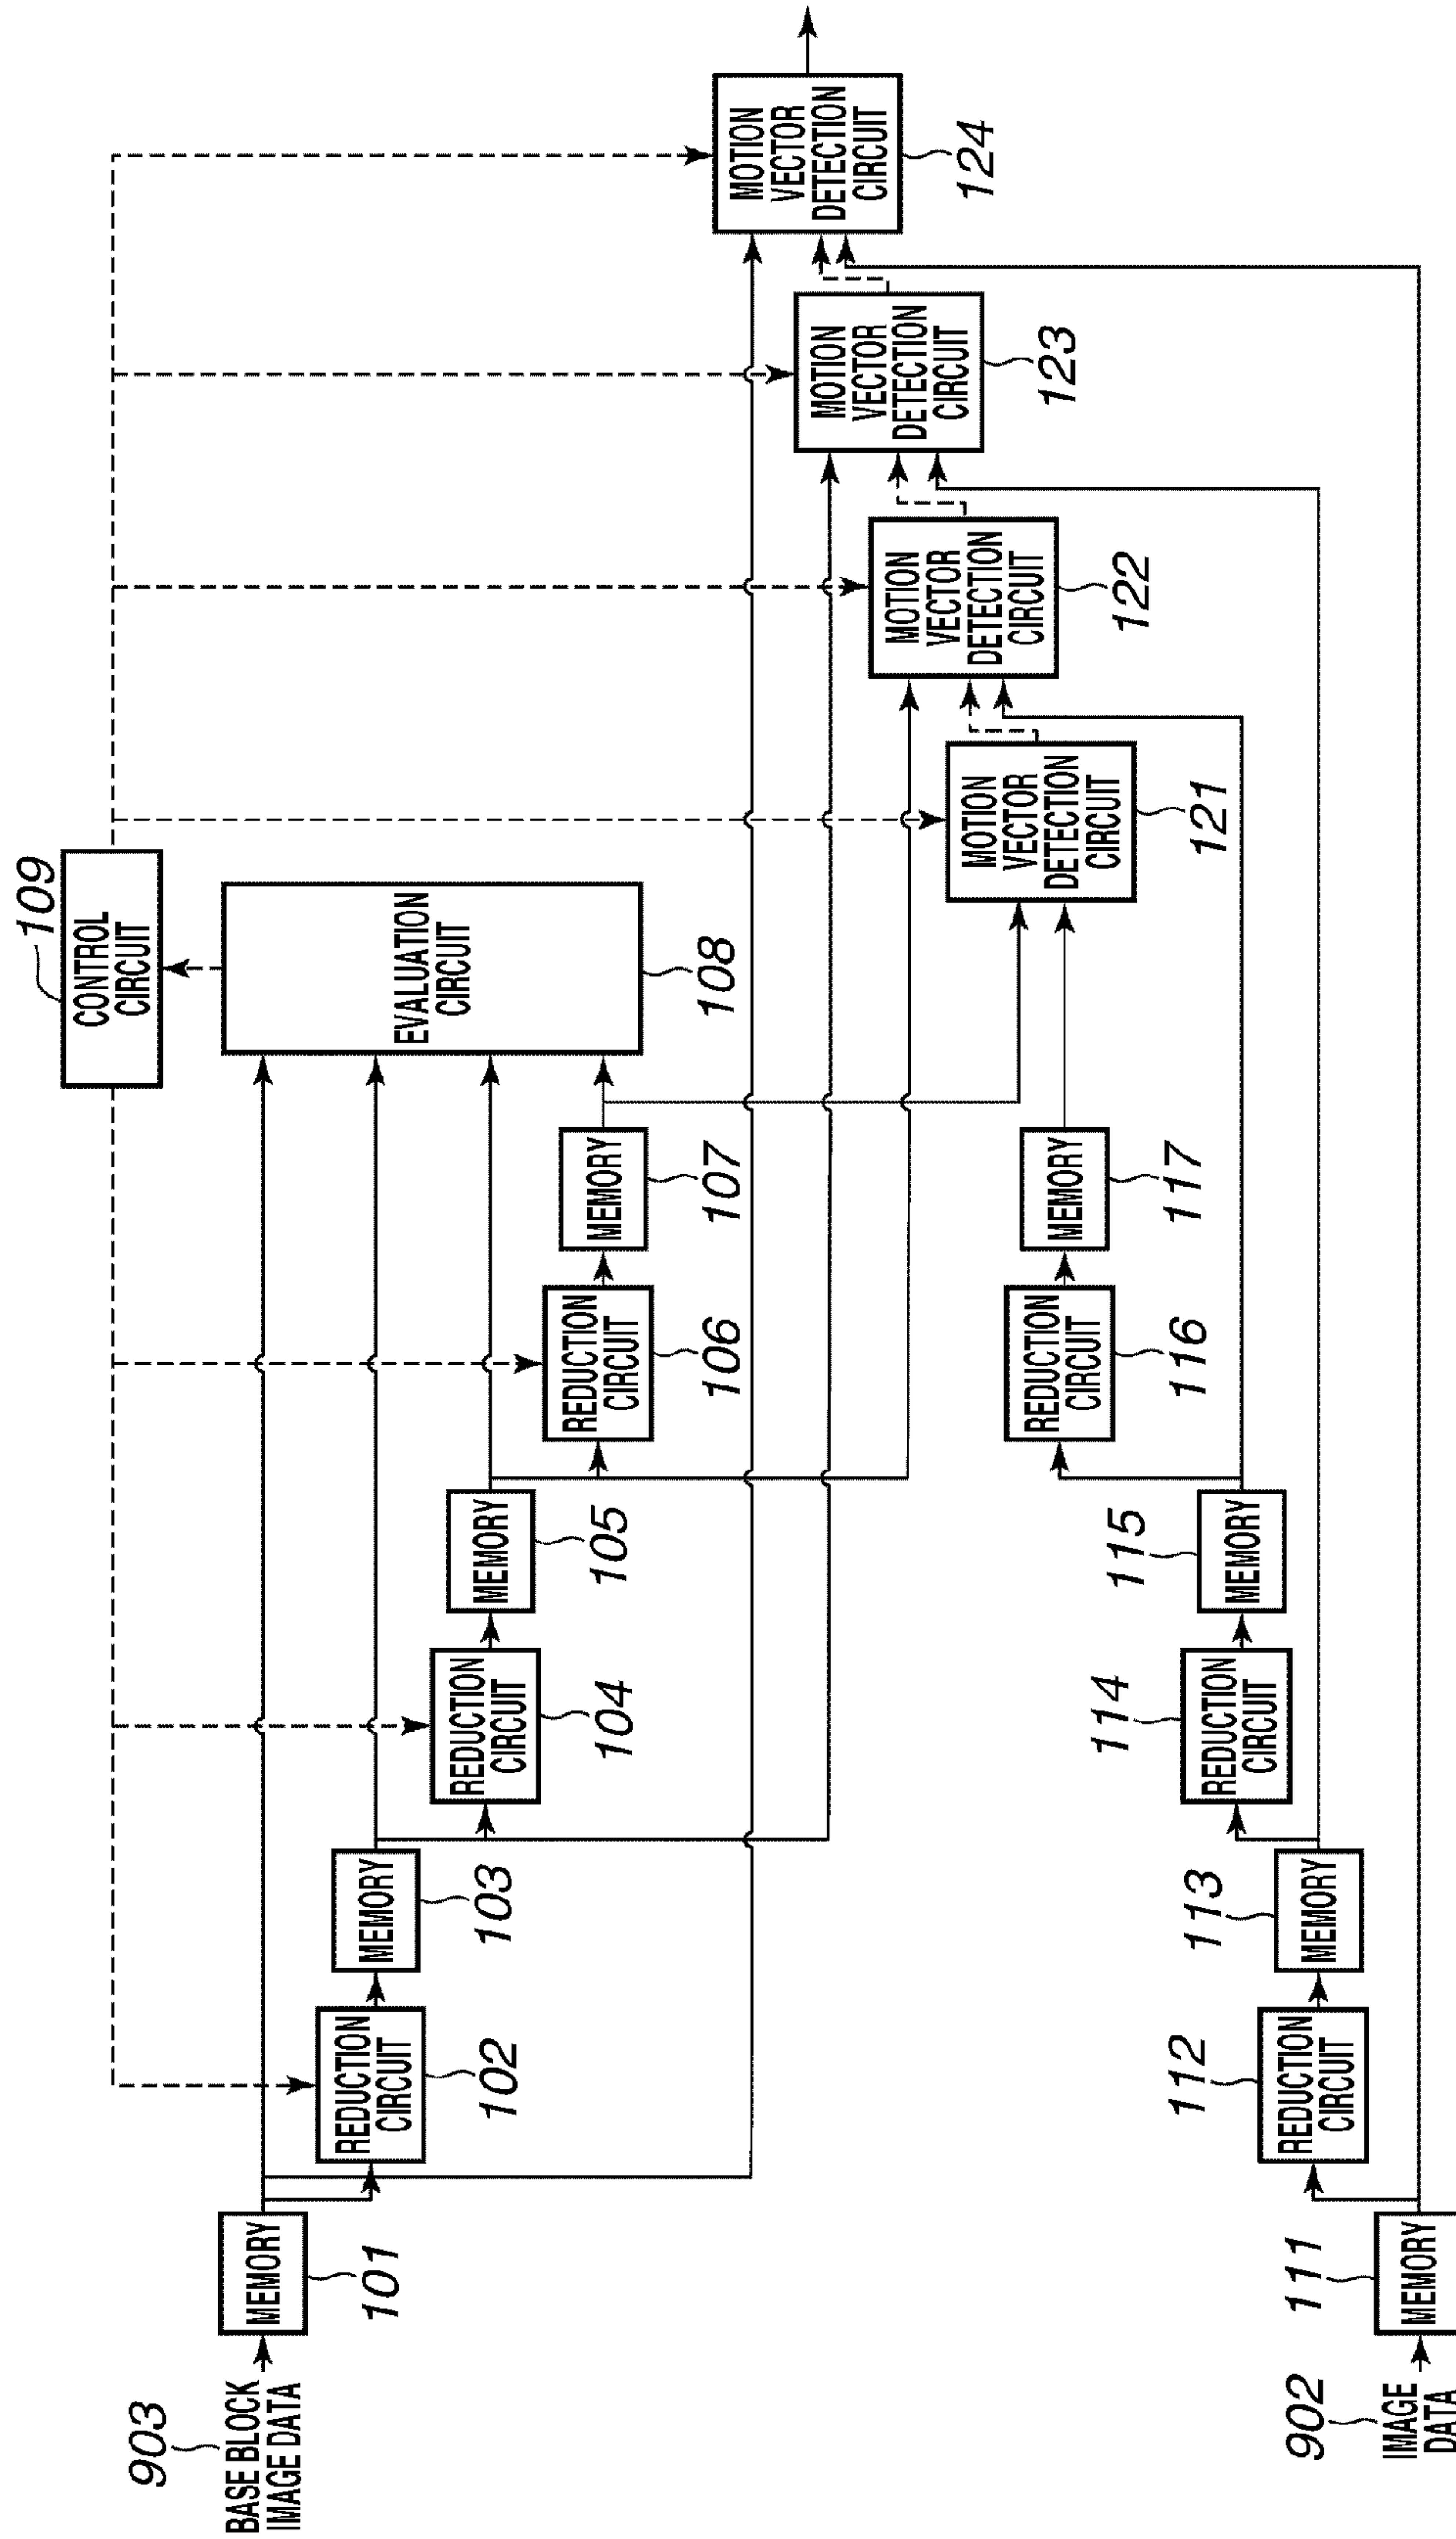 903
BASE BLOCK
IMAGE DATA
MEMORY
101
REDUCTION
CIRCUIT
102
MEMORY
103
REDUCTION
CIRCUIT
104
MEMORY
105
REDUCTION
CIRCUIT
106
MEMORY
107
EVALUATION
CIRCUIT
108
109
CONTROL
CIRCUIT
902
IMAGE
DATA
111
MEMORY
112
REDUCTION
CIRCUIT
113
MEMORY
114
REDUCTION
CIRCUIT
115
MEMORY
REDUCTION
CIRCUIT
116
MEMORY
117
MOTION
VECTOR
DETECTION
CIRCUIT
121
MOTION
VECTOR
DETECTION
CIRCUIT
122
MOTION
VECTOR
DETECTION
CIRCUIT
123
MOTION
VECTOR
DETECTION
CIRCUIT
124